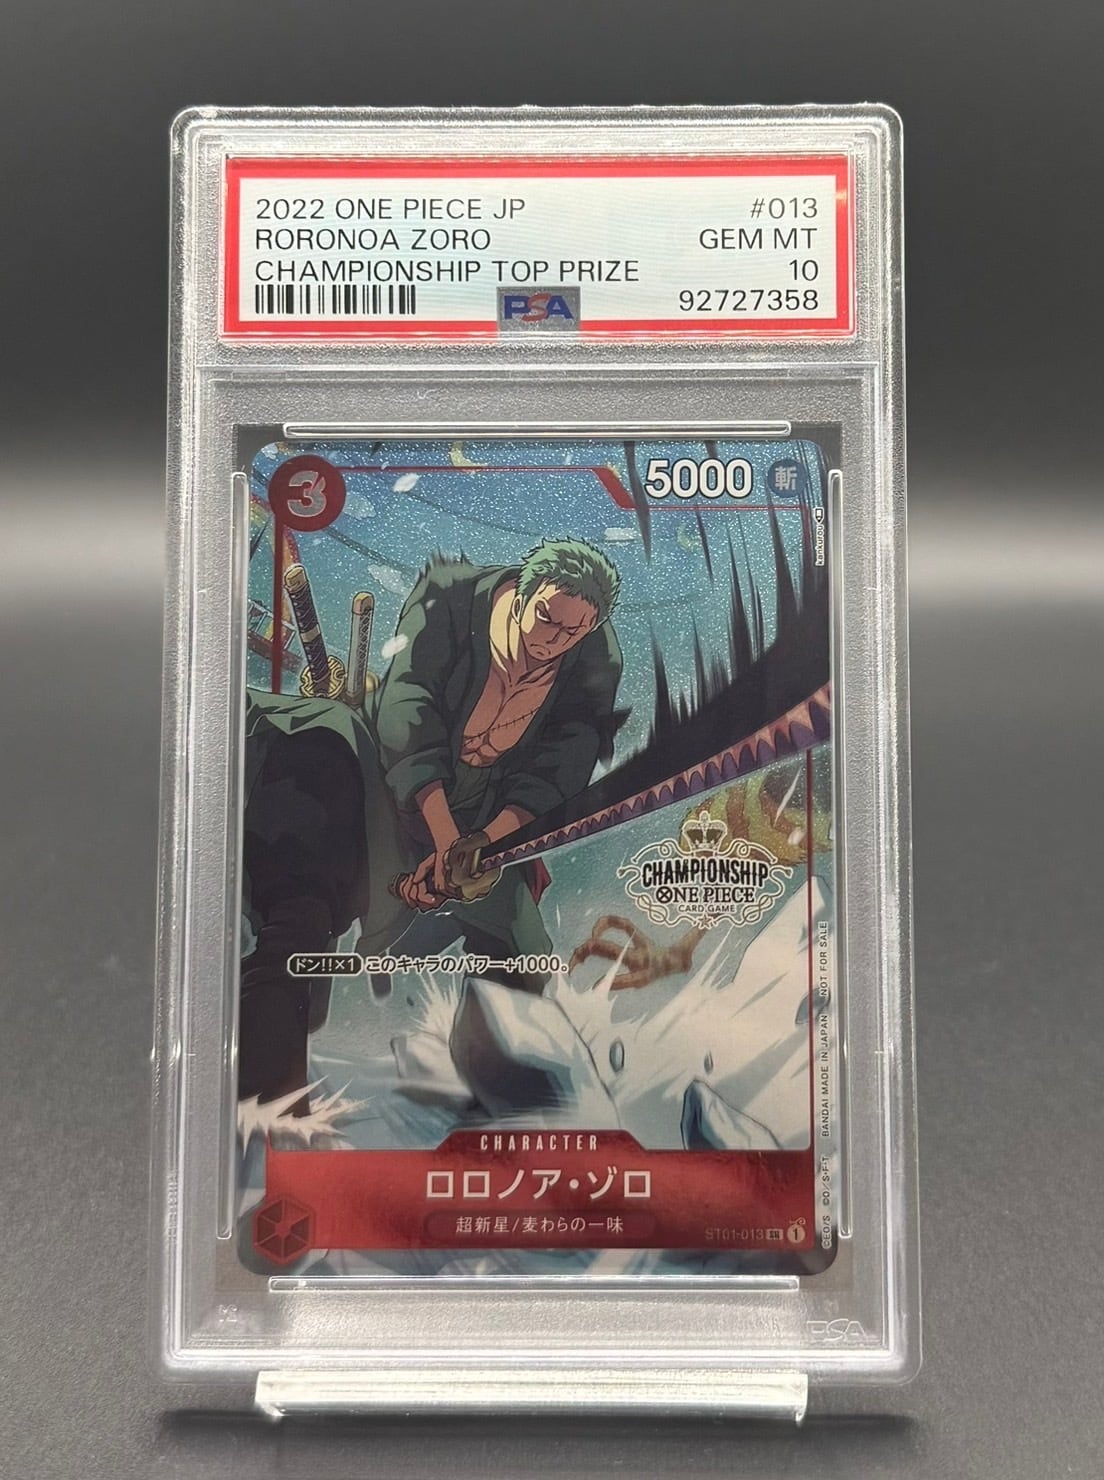 2022 ONE PIECE JP #013
RORONOA ZORO GEM MT
CHAMPIONSHIP TOP PRIZE 10
PSA 92727358
3
5000 斬
kankurou
CHAMPIONSHIP
ONE PIECE
CARD GAME
ドン!!×1 このキャラのパワー+1000。
CHARACTER
ロロノア・ゾロ
超新星/麦わらの一味
ST01-013 SR 1
©E.O/S. ©O/S・F・T BANDAI MADE IN JAPAN NOT FOR SALE
PSA